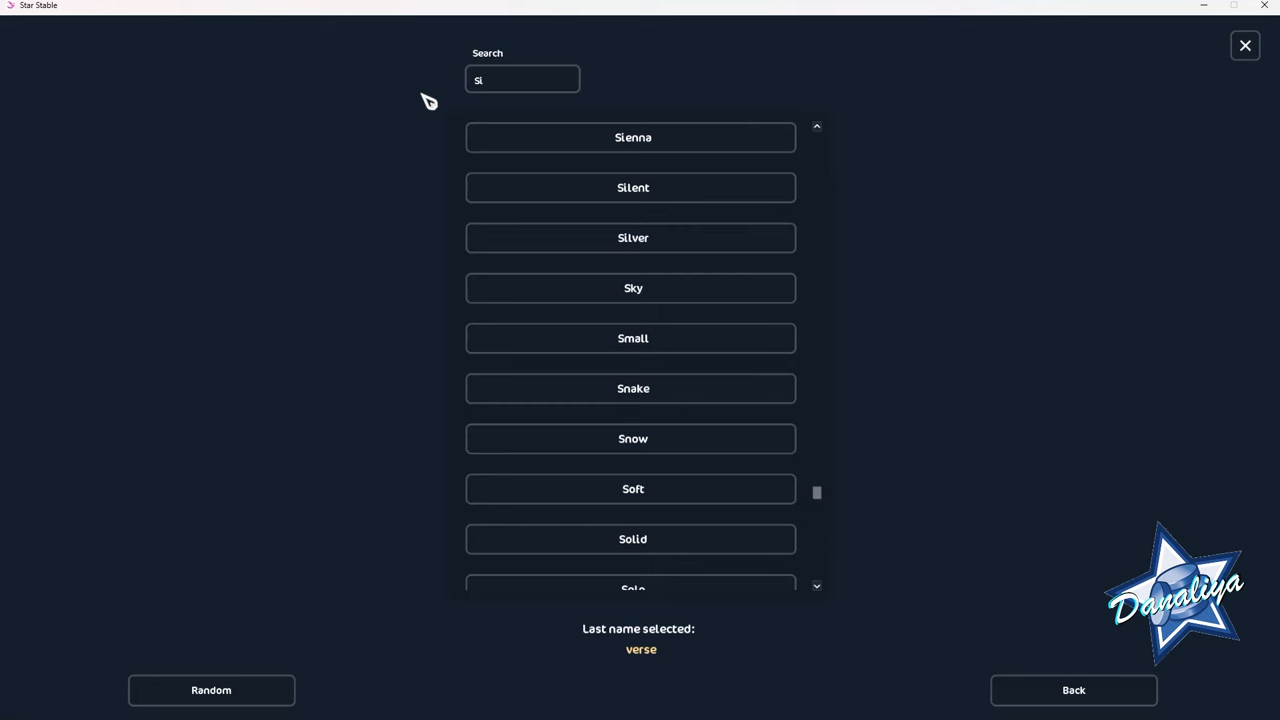 Star Stable
Search
Si
Sienna
Silent
Silver
Sky
Small
Snake
Snow
Soft
Solid
Solo
Last name selected:
verse
Random
Back
Danaliya